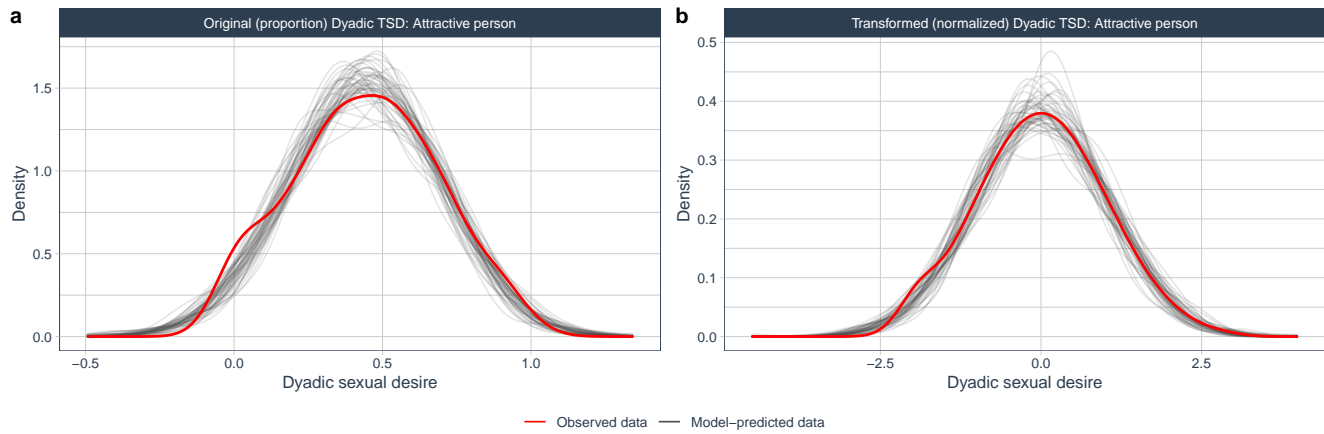 a
Original (proportion) Dyadic TSD: Attractive person
1.5
1.0
0.5
0.0
Density
−0.5
0.0
0.5
1.0
Dyadic sexual desire
b
Transformed (normalized) Dyadic TSD: Attractive person
0.5
0.4
0.3
0.2
0.1
0.0
Density
−2.5
0.0
2.5
Dyadic sexual desire
Observed data
Model−predicted data